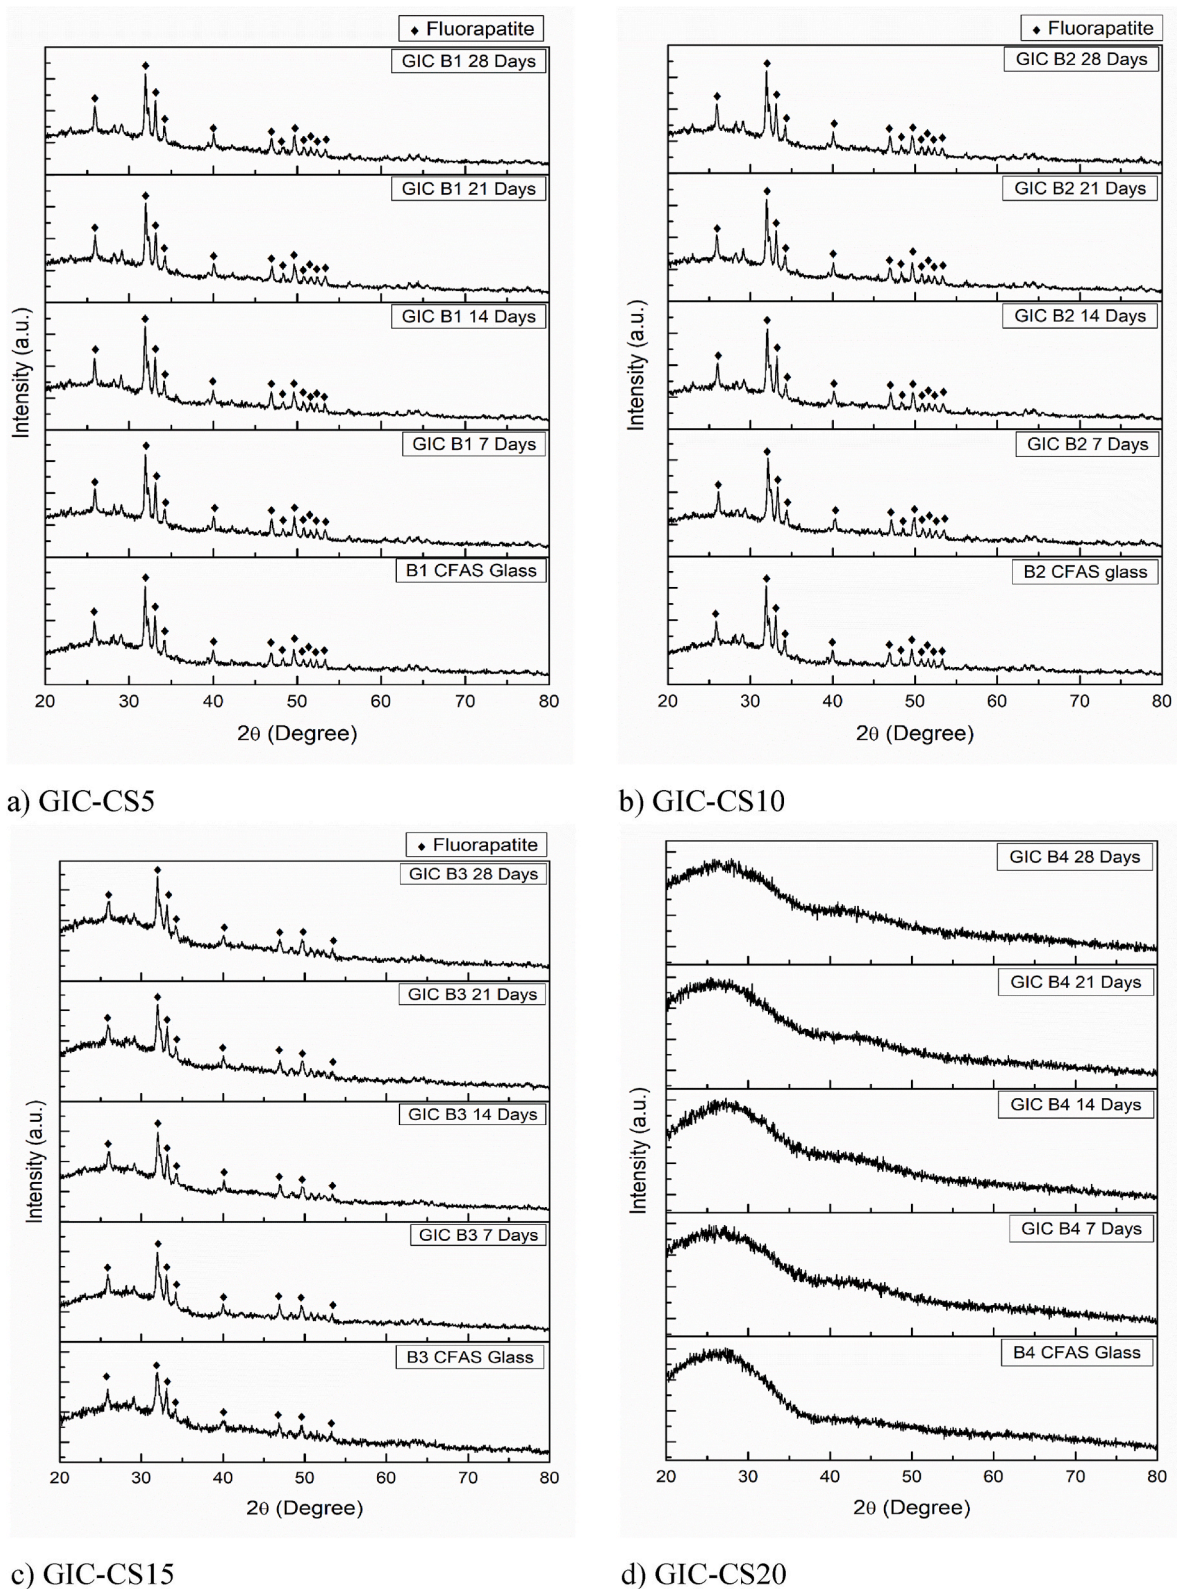 ♦ Fluorapatite
GIC B1 28 Days
GIC B1 21 Days
GIC B1 14 Days
GIC B1 7 Days
B1 CFAS Glass
Intensity (a.u.)
20 30 40 50 60 70 80
2θ (Degree)
a) GIC-CS5
♦ Fluorapatite
GIC B2 28 Days
GIC B2 21 Days
GIC B2 14 Days
GIC B2 7 Days
B2 CFAS glass
Intensity (a.u.)
20 30 40 50 60 70 80
2θ (Degree)
b) GIC-CS10
♦ Fluorapatite
GIC B3 28 Days
GIC B3 21 Days
GIC B3 14 Days
GIC B3 7 Days
B3 CFAS Glass
Intensity (a.u.)
20 30 40 50 60 70 80
2θ (Degree)
c) GIC-CS15
GIC B4 28 Days
GIC B4 21 Days
GIC B4 14 Days
GIC B4 7 Days
B4 CFAS Glass
Intensity (a.u.)
20 30 40 50 60 70 80
2θ (Degree)
d) GIC-CS20